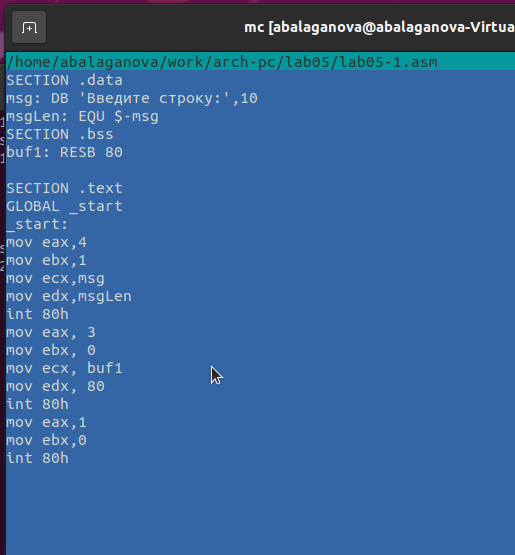 mc [abalaganova@abalaganova-Virtua
/home/abalaganova/work/arch-pc/lab05/lab05-1.asm
SECTION .data
msg: DB 'Введите строку:',10
msgLen: EQU $-msg
SECTION .bss
buf1: RESB 80
SECTION .text
GLOBAL _start
_start:
mov eax,4
mov ebx,1
mov ecx,msg
mov edx,msgLen
int 80h
mov eax, 3
mov ebx, 0
mov ecx, buf1
mov edx, 80
int 80h
mov eax,1
mov ebx,0
int 80h